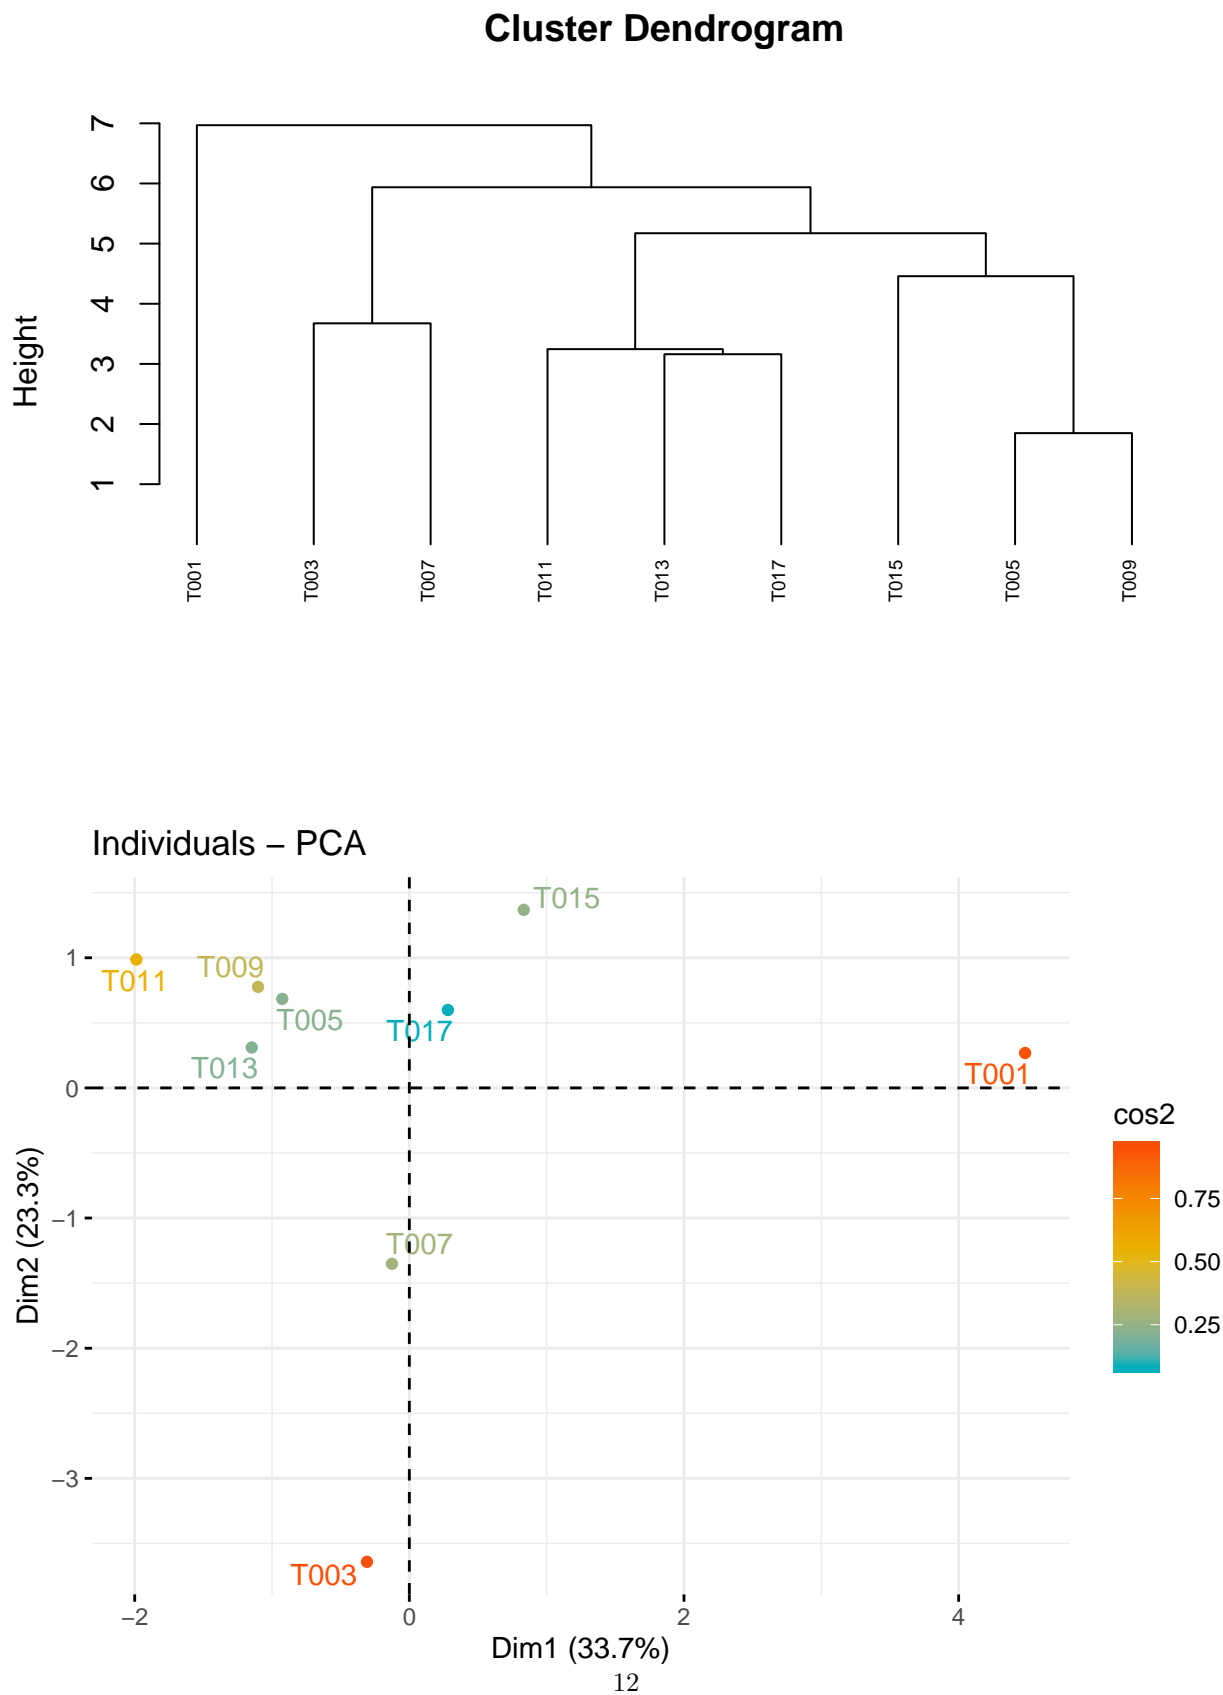 Cluster Dendrogram
7
6
5
4
3
2
1
Height
T001
T003
T007
T011
T013
T017
T015
T005
T009
Individuals − PCA
T015
T011
T009
T005
T017
T013
T001
T007
T003
1
0
−1
−2
−3
Dim2 (23.3%)
−2
0
2
4
Dim1 (33.7%)
cos2
0.75
0.50
0.25
12